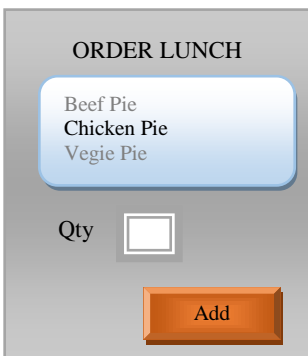 ORDER LUNCH
Beef Pie
Chicken Pie
Vegie Pie
Qty
Add